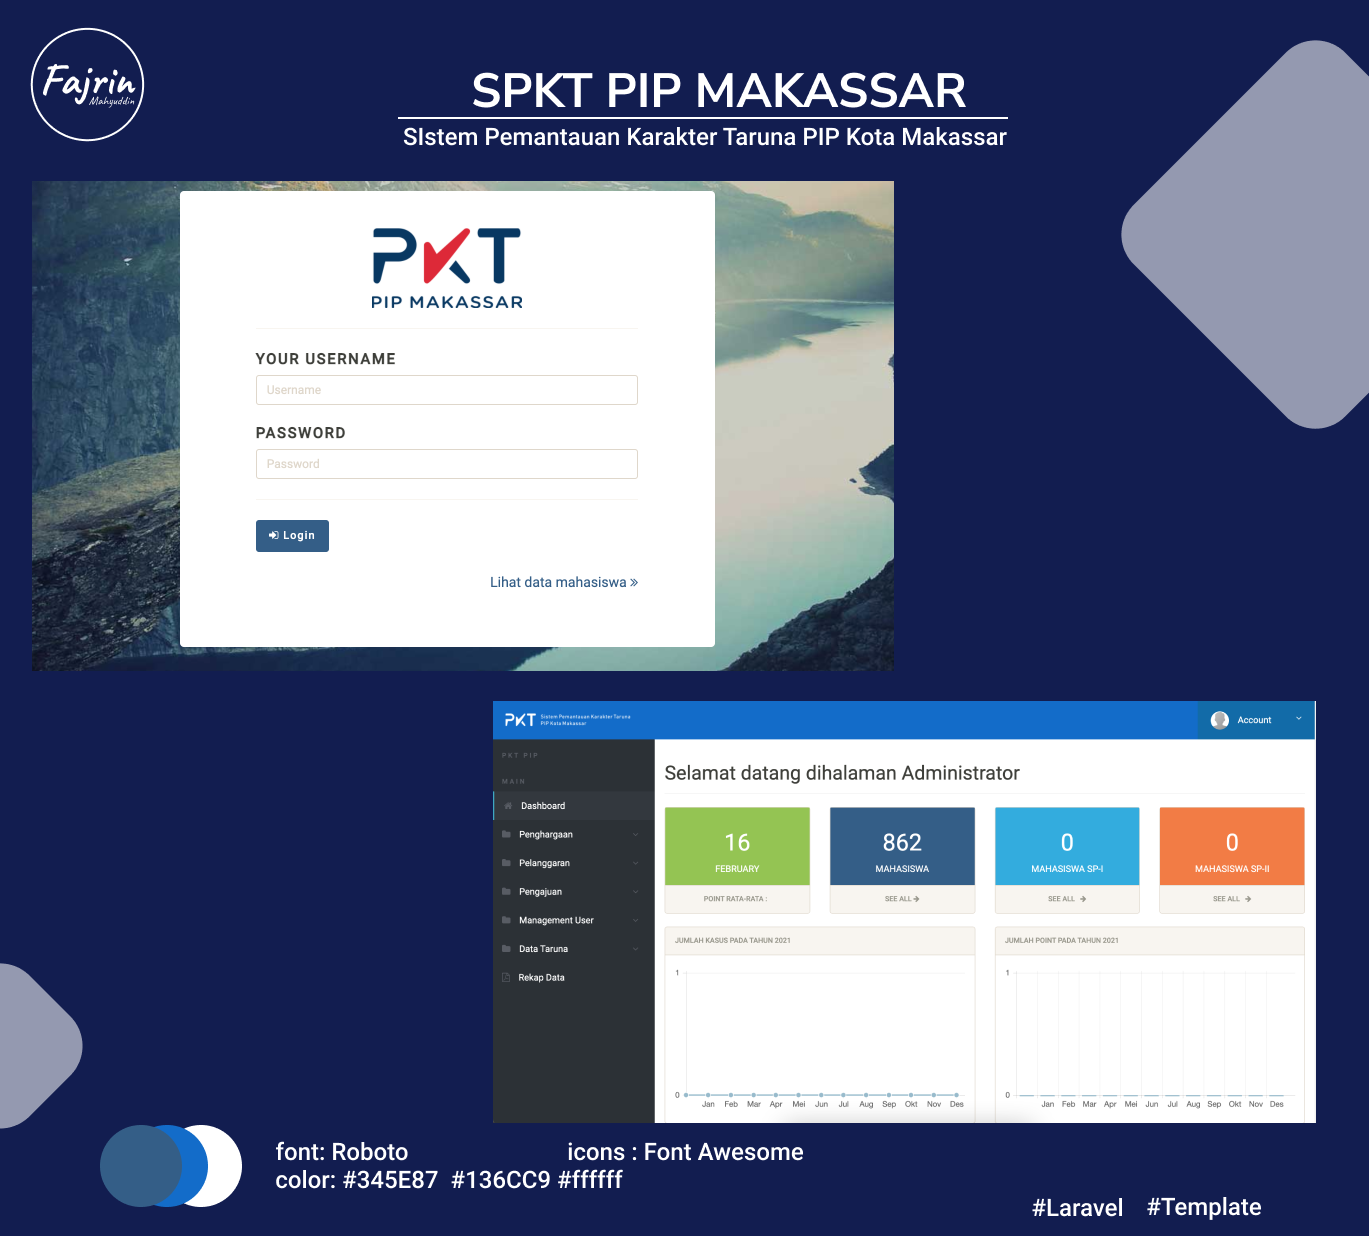 Fajrin
Mahyuddin
SPKT PIP MAKASSAR
SIstem Pemantauan Karakter Taruna PIP Kota Makassar
PKT
PIP MAKASSAR
YOUR USERNAME
Username
PASSWORD
Password
Login
Lihat data mahasiswa »
PKT Sistem Pemantauan Karakter Taruna
PIP Kota Makassar
Account
PKT PIP
MAIN
Dashboard
Penghargaan
Pelanggaran
Pengajuan
Management User
Data Taruna
Rekap Data
Selamat datang dihalaman Administrator
16
FEBRUARY
POINT RATA-RATA :
862
MAHASISWA
SEE ALL →
0
MAHASISWA SP-I
SEE ALL →
0
MAHASISWA SP-II
SEE ALL →
JUMLAH KASUS PADA TAHUN 2021
1
0
Jan Feb Mar Apr Mei Jun Jul Aug Sep Okt Nov Des
JUMLAH POINT PADA TAHUN 2021
1
0
Jan Feb Mar Apr Mei Jun Jul Aug Sep Okt Nov Des
font: Roboto
icons : Font Awesome
color: #345E87 #136CC9 #ffffff
#Laravel #Template